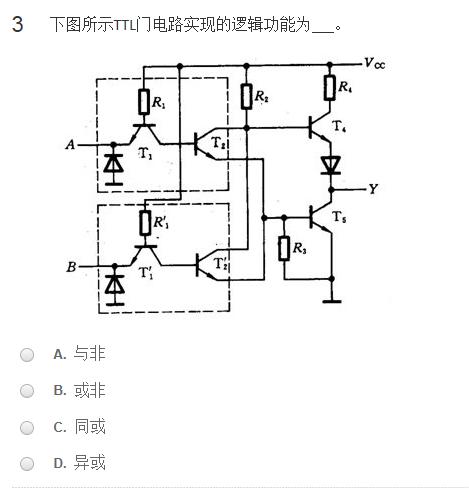 3 下图所示TTL门电路实现的逻辑功能为___。
Vcc
R₁
R₂
R₄
A
T₁
T₂
T₄
Y
R'₁
T₅
R₃
B
T'₁
T'₂
A. 与非
B. 或非
C. 同或
D. 异或